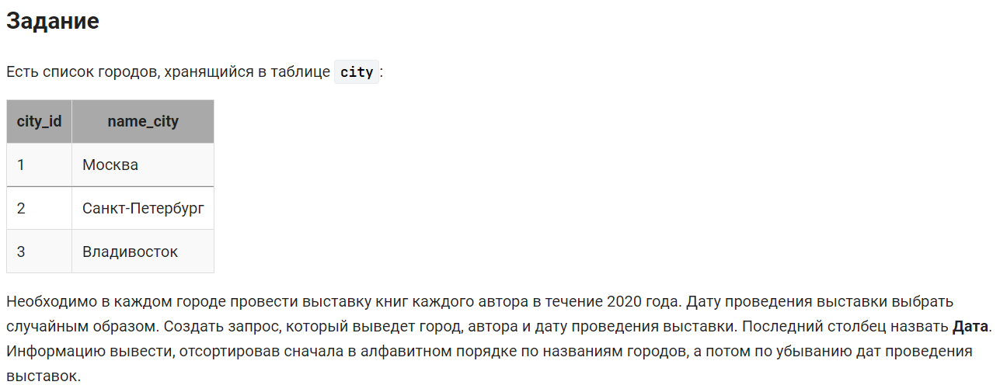 Задание
Есть список городов, хранящийся в таблице city:
city_id name_city
1 Москва
2 Санкт-Петербург
3 Владивосток
Необходимо в каждом городе провести выставку книг каждого автора в течение 2020 года. Дату проведения выставки выбрать
случайным образом. Создать запрос, который выведет город, автора и дату проведения выставки. Последний столбец назвать Дата.
Информацию вывести, отсортировав сначала в алфавитном порядке по названиям городов, а потом по убыванию дат проведения
выставок.